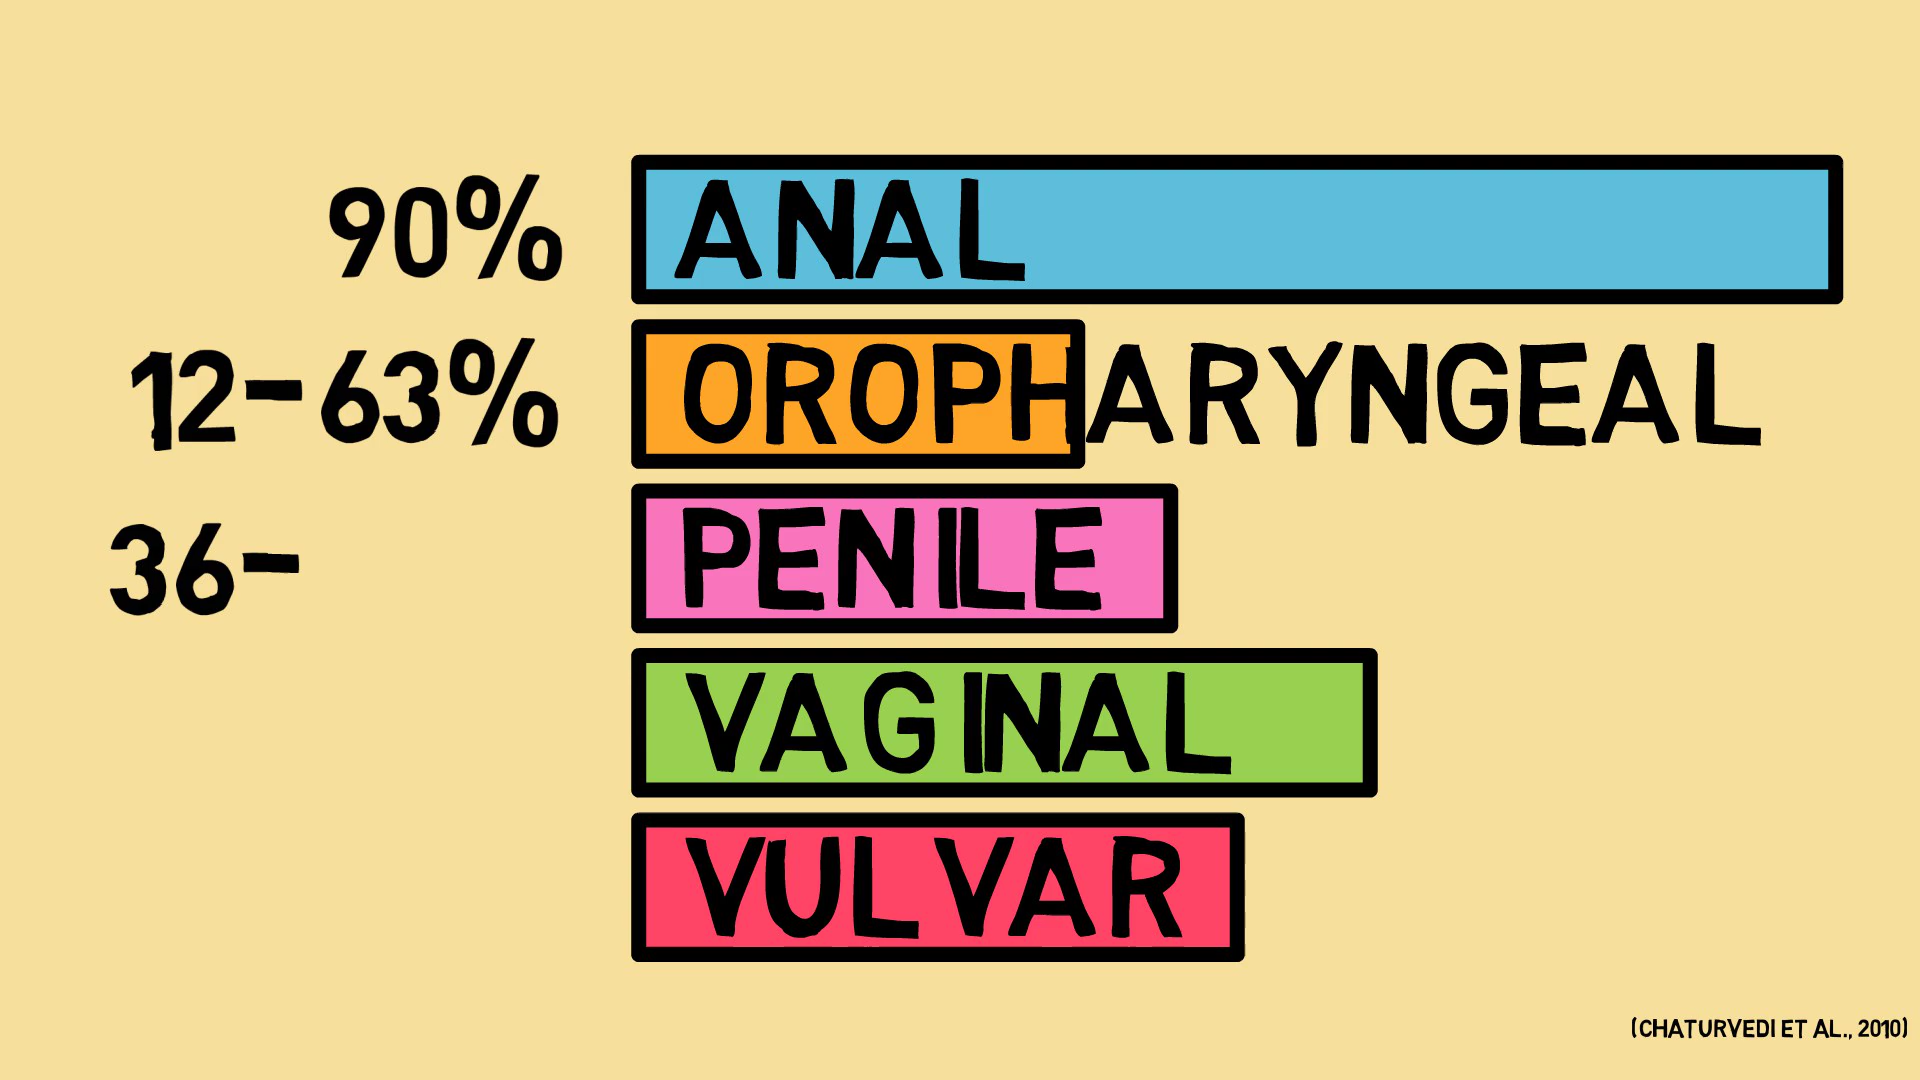 90% ANAL
12-63% OROPHARYNGEAL
36- PENILE
VAGINAL
VULVAR
(CHATURVEDI ET AL., 2010)